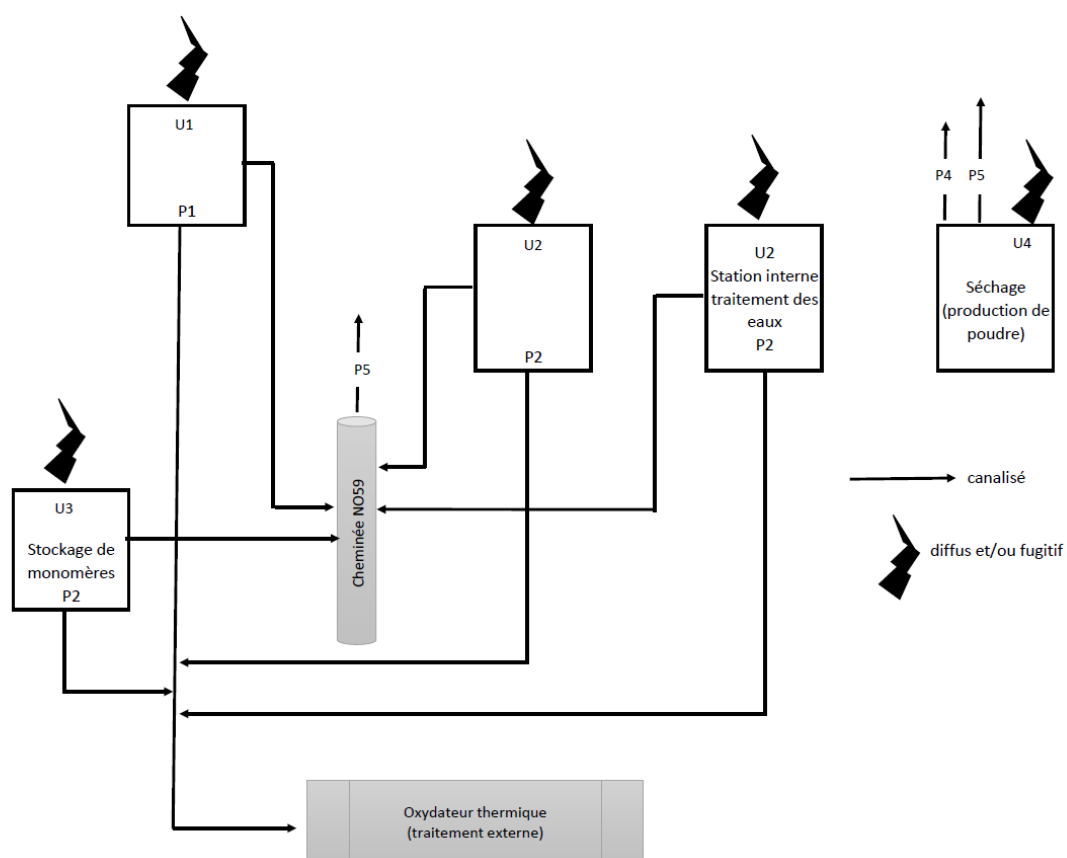 U1
P1
U2
P2
U2
Station interne
traitement des
eaux
P2
P4
P5
U4
Séchage
(production de
poudre)
P5
Cheminée NO59
U3
Stockage de
monomères
P2
canalisé
diffus et/ou fugitif
Oxydateur thermique
(traitement externe)